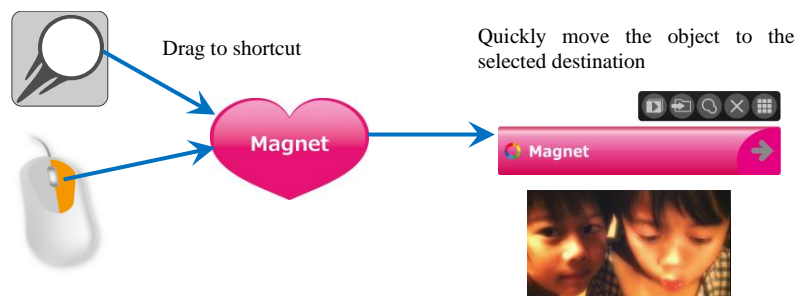 Drag to shortcut
Quickly move the object to the
selected destination
Magnet
Magnet